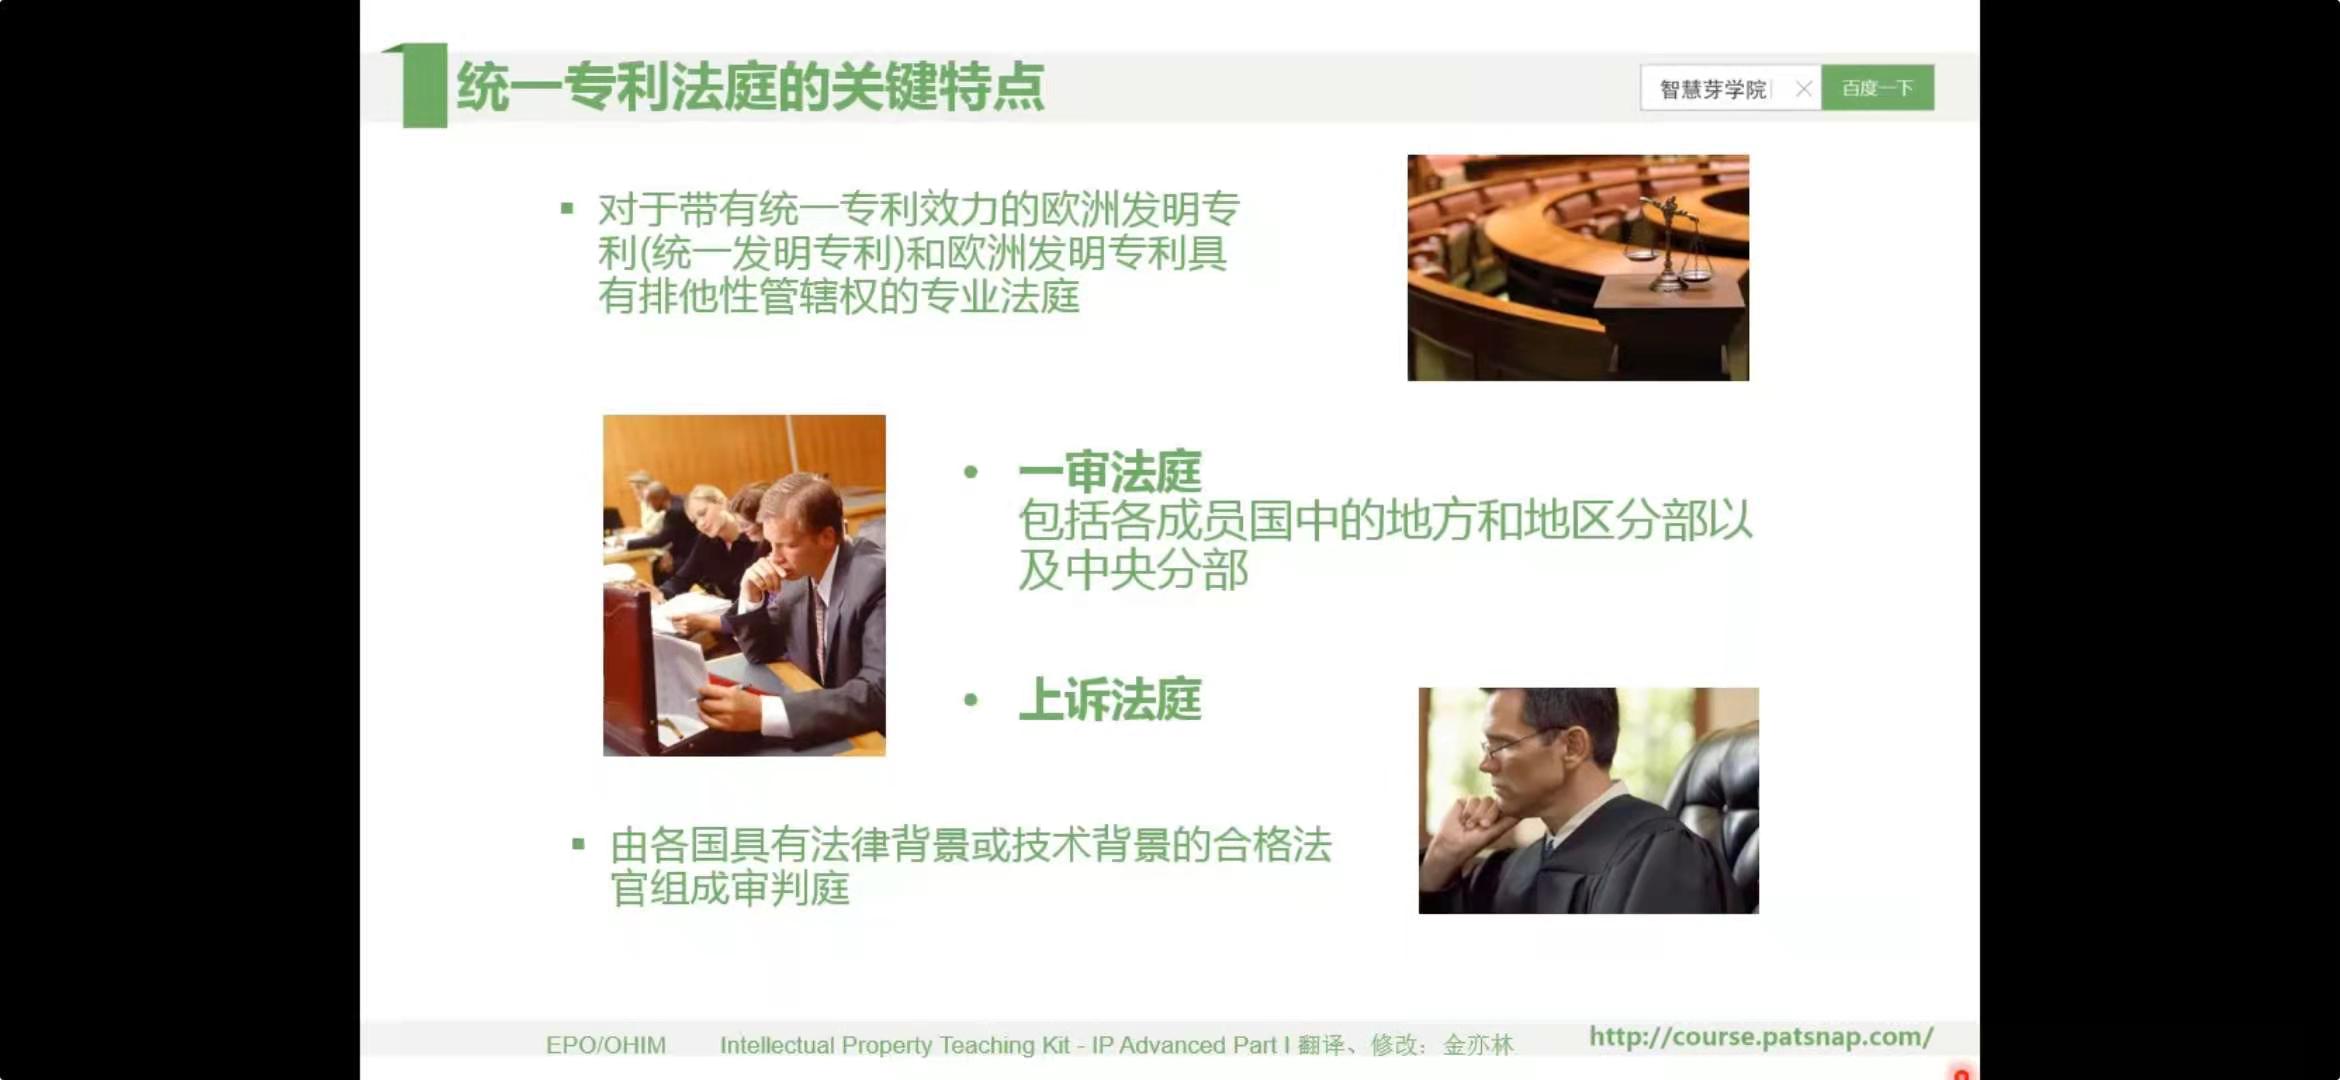 统一专利法庭的关键特点
智慧芽学院
百度一下
▪ 对于带有统一专利效力的欧洲发明专
利(统一发明专利)和欧洲发明专利具
有排他性管辖权的专业法庭
• 一审法庭
包括各成员国中的地方和地区分部以
及中央分部
• 上诉法庭
▪ 由各国具有法律背景或技术背景的合格法
官组成审判庭
EPO/OHIM
Intellectual Property Teaching Kit - IP Advanced Part I 翻译、修改：金亦林
http://course.patsnap.com/